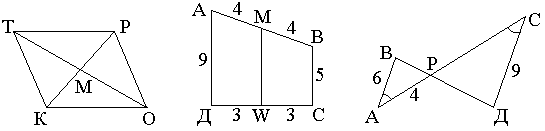 Т Р
М
К О
А 4 М 4 В
9 5
Д 3 W 3 С
С
В Р
6 9
А 4 Д